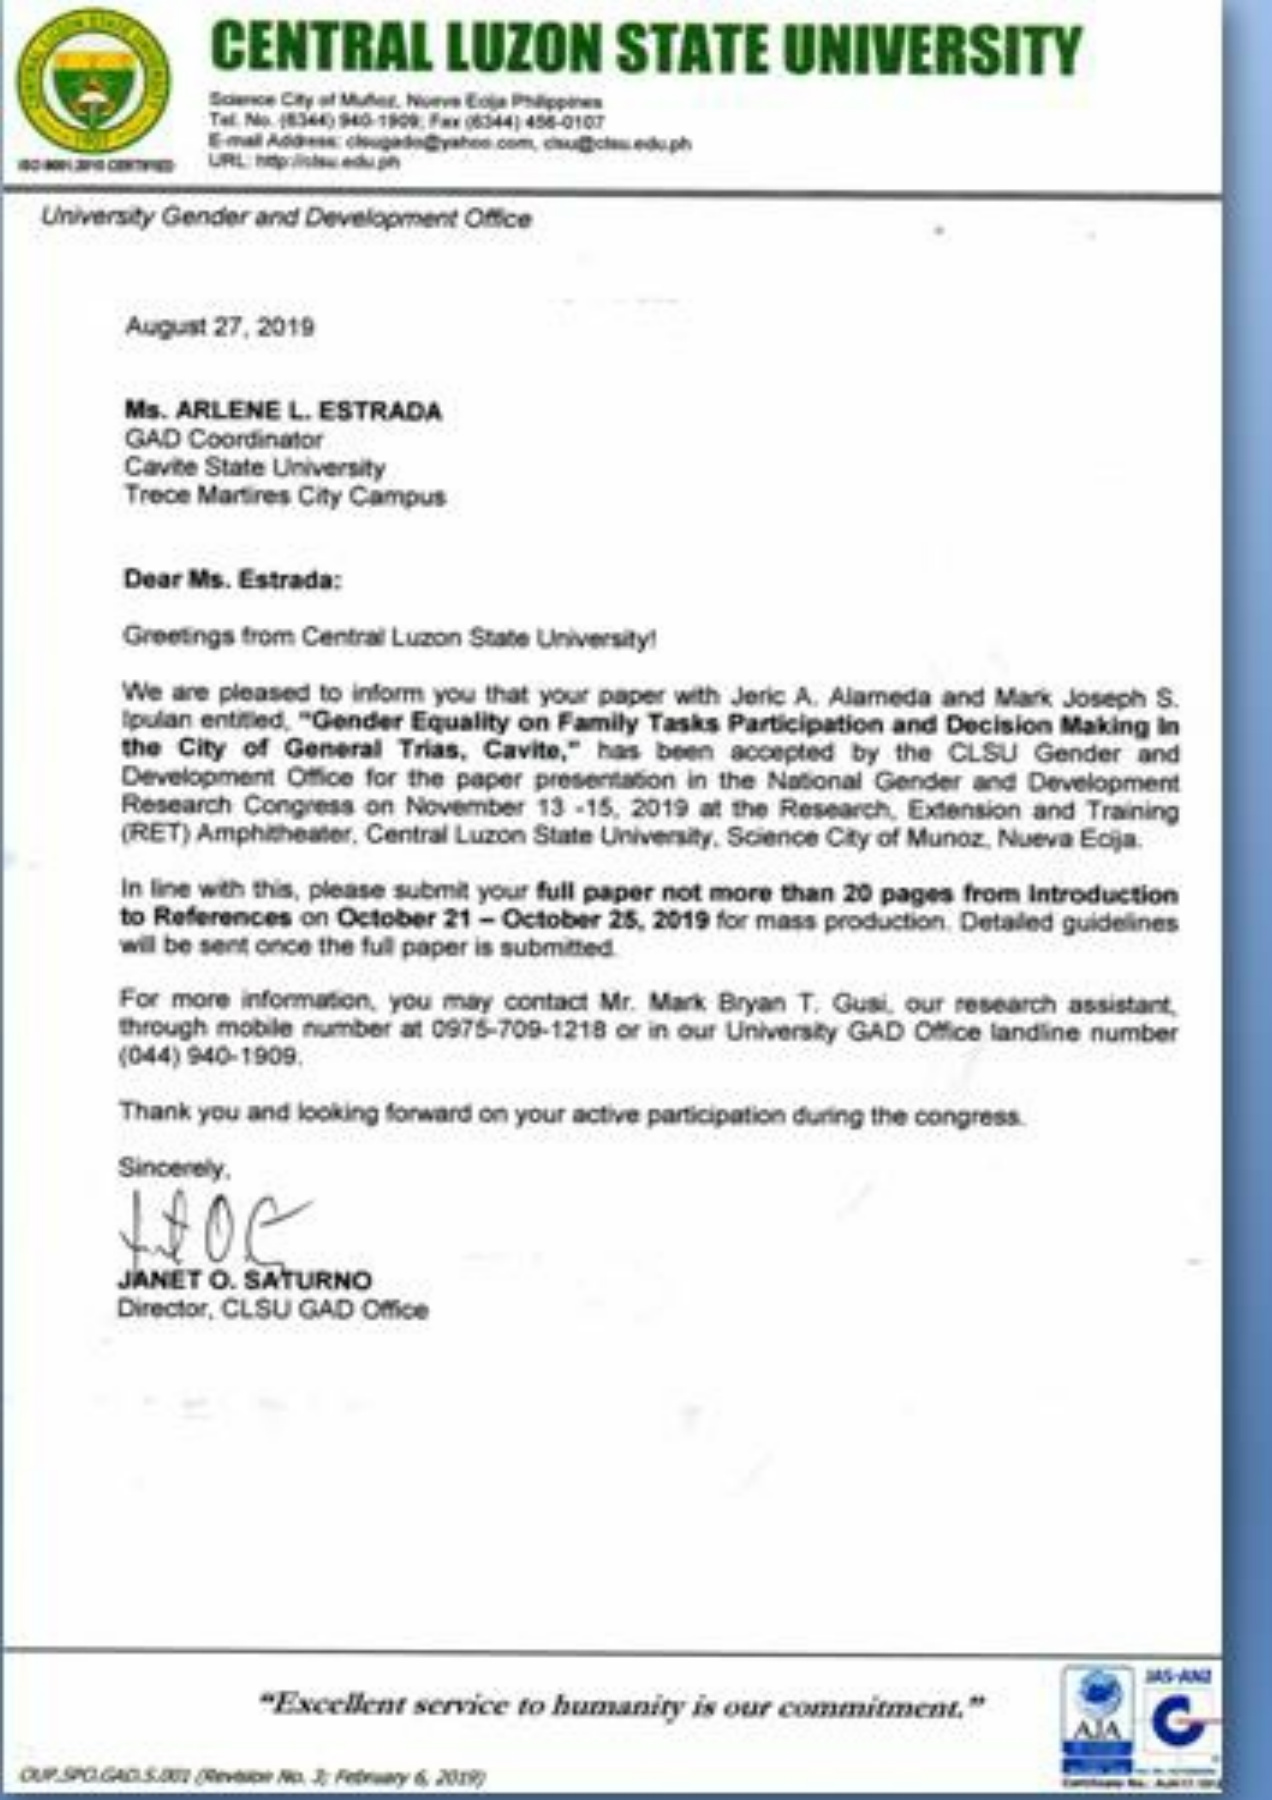 CENTRAL LUZON STATE UNIVERSITY
Science City of Muñoz, Nueva Ecija Philippines
Tel. No. (6344) 940-1909; Fax (6344) 456-0107
E-mail Address: clsugado@yahoo.com, clsu@clsu.edu.ph
URL: http://clsu.edu.ph
ISO 9001:2015 CERTIFIED
University Gender and Development Office
August 27, 2019
Ms. ARLENE L. ESTRADA
GAD Coordinator
Cavite State University
Trece Martires City Campus
Dear Ms. Estrada:
Greetings from Central Luzon State University!
We are pleased to inform you that your paper with Jeric A. Alameda and Mark Joseph S.
Ipulan entitled, "Gender Equality on Family Tasks Participation and Decision Making in
the City of General Trias, Cavite," has been accepted by the CLSU Gender and
Development Office for the paper presentation in the National Gender and Development
Research Congress on November 13 -15, 2019 at the Research, Extension and Training
(RET) Amphitheater, Central Luzon State University, Science City of Munoz, Nueva Ecija.
In line with this, please submit your full paper not more than 20 pages from Introduction
to References on October 21 – October 25, 2019 for mass production. Detailed guidelines
will be sent once the full paper is submitted.
For more information, you may contact Mr. Mark Bryan T. Gusi, our research assistant,
through mobile number at 0975-709-1218 or in our University GAD Office landline number
(044) 940-1909.
Thank you and looking forward on your active participation during the congress.
Sincerely,
JANET O. SATURNO
Director, CLSU GAD Office
"Excellent service to humanity is our commitment."
JAS-ANZ
AJA
OUP.SPO.GAD.S.001 (Revision No. 3; February 6, 2019)
Certificate No.: